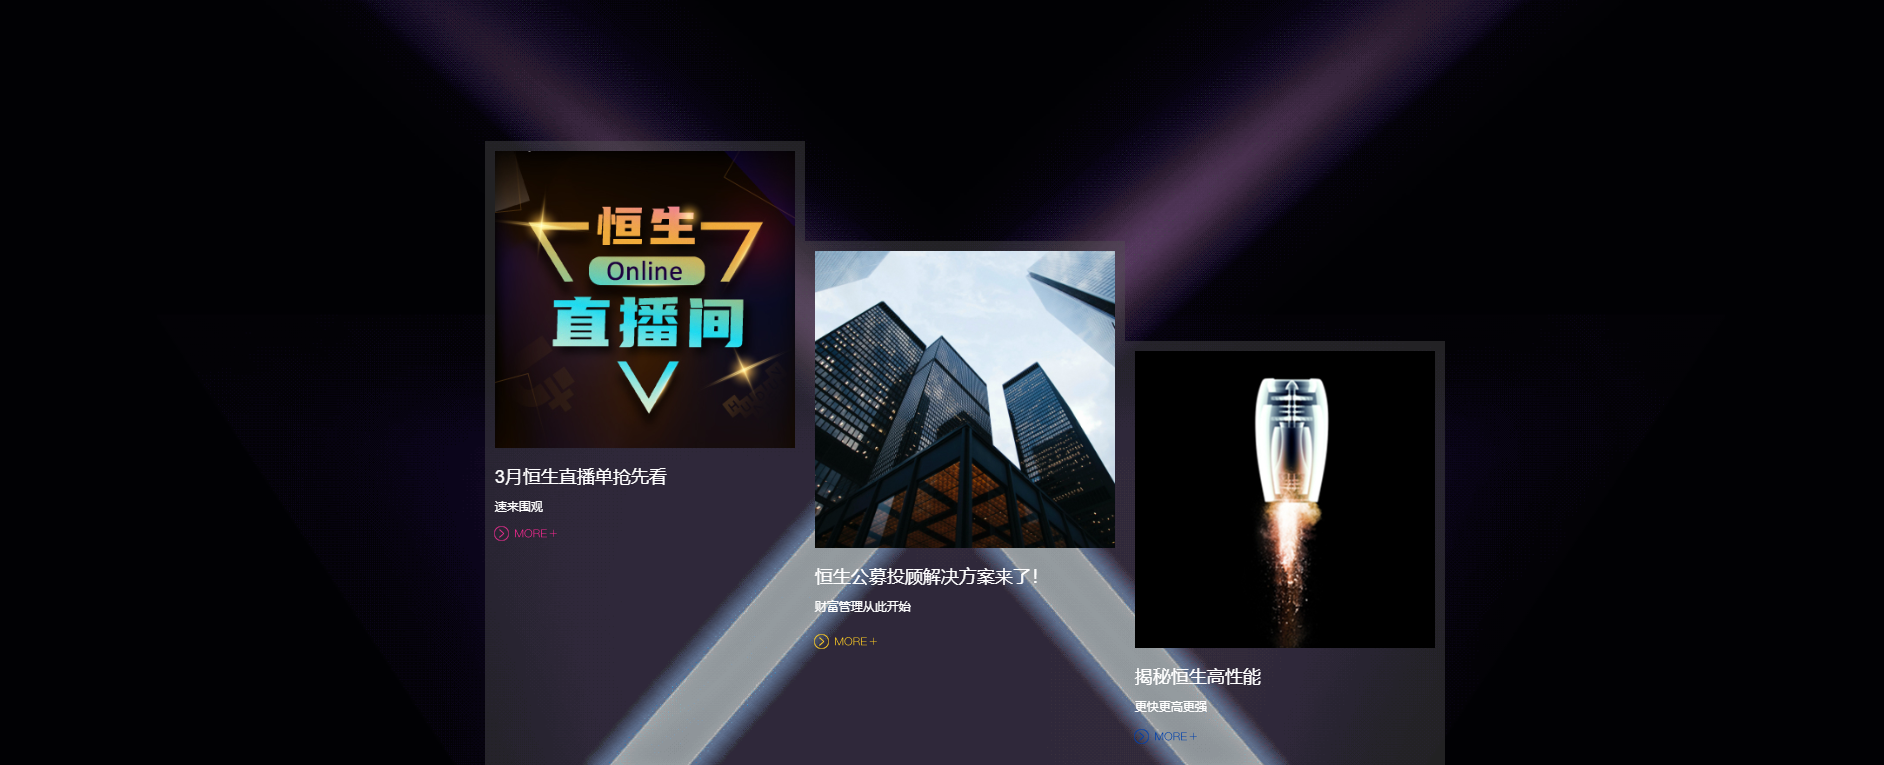 恒生
Online
直播间
3月恒生直播单抢先看
速来围观
MORE+
恒生公募投顾解决方案来了!
财富管理从此开始
MORE+
揭秘恒生高性能
更快更高更强
MORE+